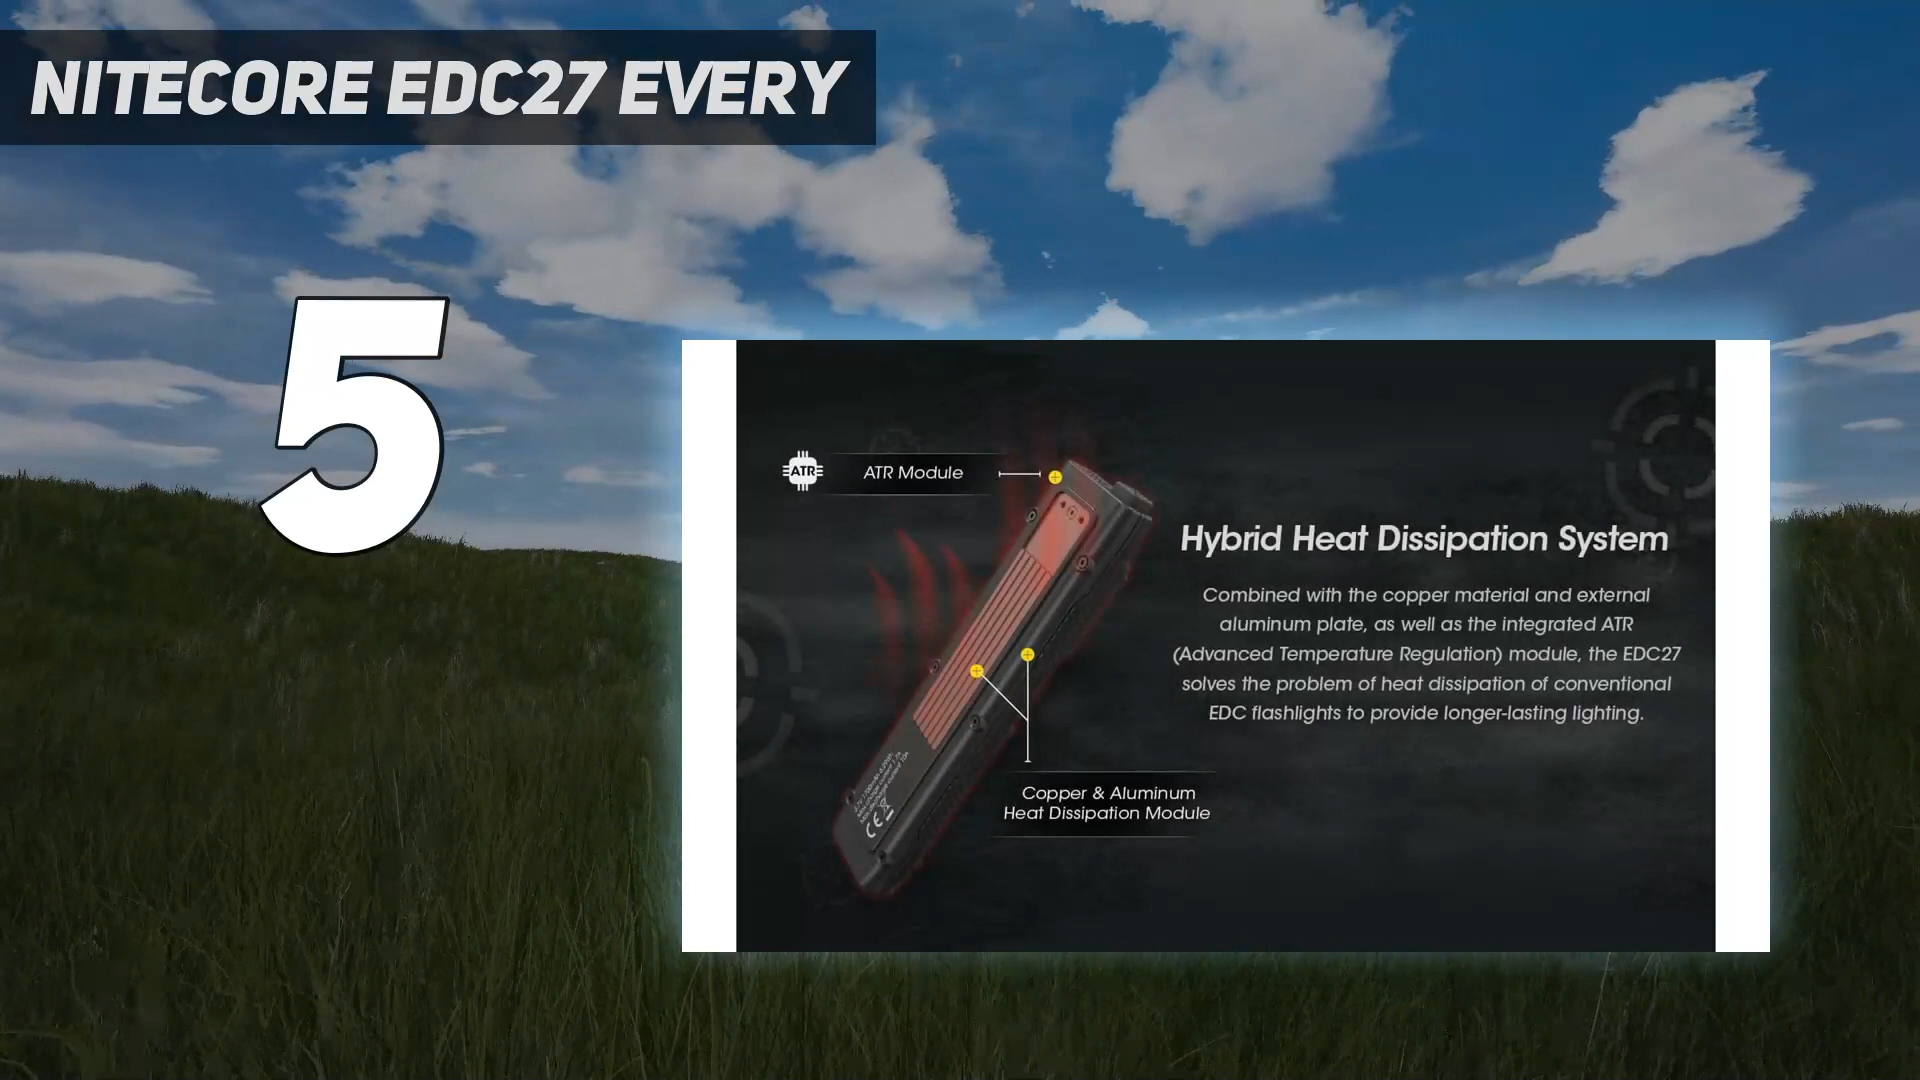 NITECORE EDC27 EVERY
5
ATR
ATR Module
Hybrid Heat Dissipation System
Combined with the copper material and external
aluminum plate, as well as the integrated ATR
(Advanced Temperature Regulation) module, the EDC27
solves the problem of heat dissipation of conventional
EDC flashlights to provide longer-lasting lighting.
Copper & Aluminum
Heat Dissipation Module
CE